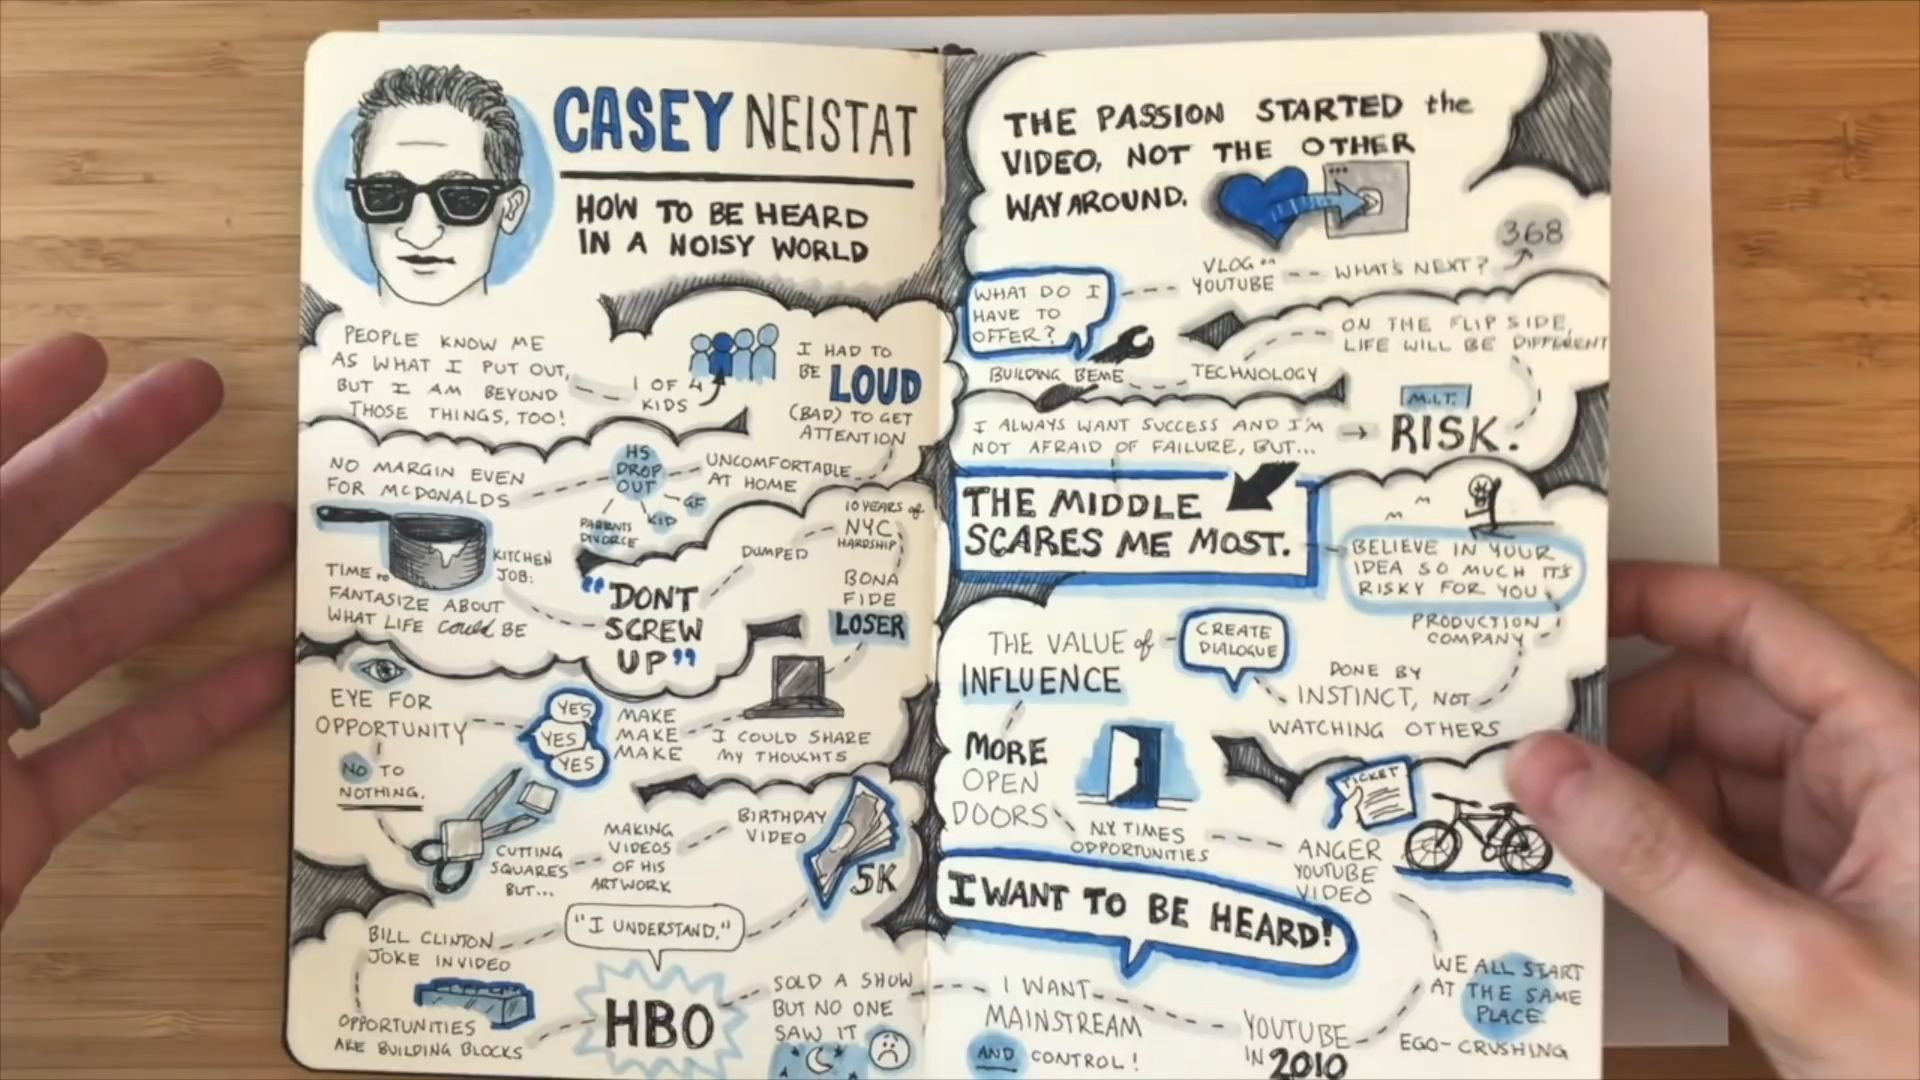 CASEY NEISTAT
HOW TO BE HEARD
IN A NOISY WORLD
PEOPLE KNOW ME
AS WHAT I PUT OUT,
BUT I AM BEYOND
THOSE THINGS, TOO!
1 OF 4
KIDS
I HAD TO
BE LOUD
(BAD) TO GET
ATTENTION
UNCOMFORTABLE
AT HOME
HS
DROP
OUT
GF
KID
PARENTS
DIVORCE
NO MARGIN EVEN
FOR MCDONALDS
KITCHEN
JOB:
TIME TO
FANTASIZE ABOUT
WHAT LIFE could BE
"DONT
SCREW
UP"
DUMPED
10 YEARS of
NYC
HARDSHIP
BONA
FIDE
LOSER
I COULD SHARE
MY THOUGHTS
MAKE
MAKE
MAKE
YES
YES
YES
EYE FOR
OPPORTUNITY
NO TO
NOTHING.
CUTTING
SQUARES
BUT...
MAKING
VIDEOS
OF HIS
ARTWORK
BIRTHDAY
VIDEO
5K
"I UNDERSTAND."
BILL CLINTON
JOKE IN VIDEO
OPPORTUNITIES
ARE BUILDING BLOCKS
HBO
SOLD A SHOW
BUT NO ONE
SAW IT
THE PASSION STARTED the
VIDEO, NOT THE OTHER
WAY AROUND.
368
WHAT'S NEXT?
VLOG on
YOUTUBE
WHAT DO I
HAVE TO
OFFER?
BUILDING BEME
TECHNOLOGY
ON THE FLIP SIDE,
LIFE WILL BE DIFFERENT
M.I.T.
I ALWAYS WANT SUCCESS AND I'M
NOT AFRAID OF FAILURE, BUT...
RISK.
THE MIDDLE
SCARES ME MOST.
BELIEVE IN YOUR
IDEA SO MUCH IT'S
RISKY FOR YOU
PRODUCTION
COMPANY
DONE BY
INSTINCT, NOT
WATCHING OTHERS
CREATE
DIALOGUE
THE VALUE of
INFLUENCE
MORE
OPEN
DOORS
NY TIMES
OPPORTUNITIES
ANGER
YOUTUBE
VIDEO
TICKET
I WANT TO BE HEARD!
WE ALL START
AT THE SAME
PLACE.
EGO-CRUSHING
YOUTUBE
IN 2010
I WANT
MAINSTREAM
AND CONTROL!